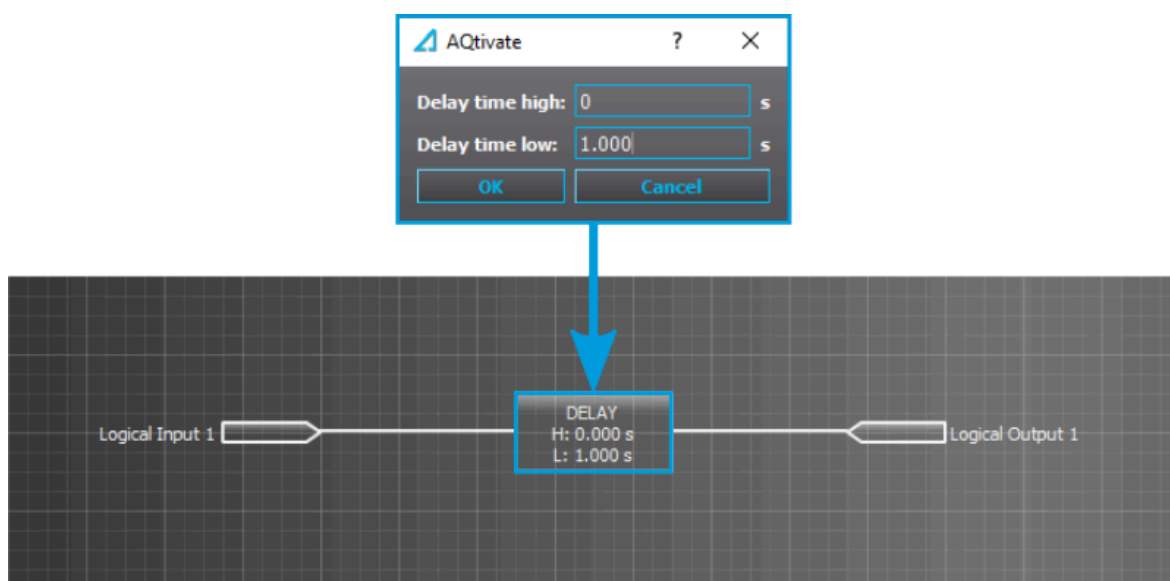 AQtivate ?
Delay time high: 0 s
Delay time low: 1.000 s
OK Cancel
DELAY
H: 0.000 s
L: 1.000 s
Logical Input 1
Logical Output 1